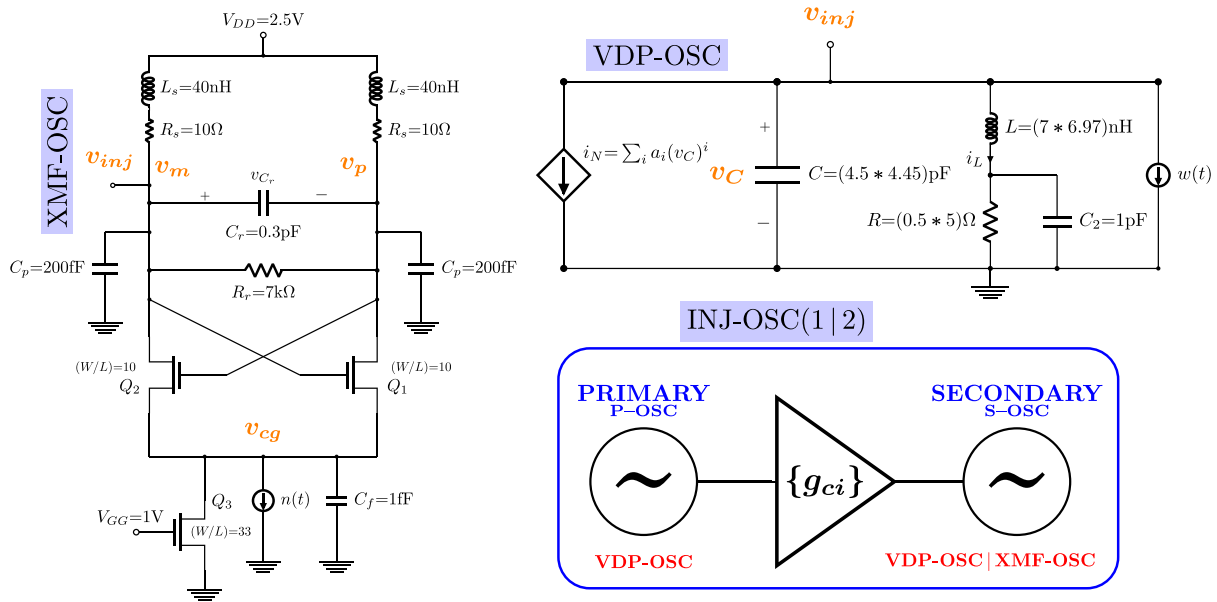 V_DD=2.5V
L_s=40nH
L_s=40nH
R_s=10Ω
R_s=10Ω
XMF-OSC
v_inj
v_m
v_p
+
v_{C_r}
−
C_r=0.3pF
C_p=200fF
C_p=200fF
R_r=7kΩ
(W/L)=10
(W/L)=10
Q_2
Q_1
v_cg
Q_3
n(t)
C_f=1fF
V_GG=1V
(W/L)=33
v_inj
VDP-OSC
L=(7 * 6.97)nH
+
i_N=∑_i a_i(v_C)^i
i_L
v_C
C=(4.5 * 4.45)pF
w(t)
−
R=(0.5 * 5)Ω
C_2=1pF
INJ-OSC(1 | 2)
PRIMARY
P–OSC
SECONDARY
S–OSC
∼
{g_ci}
∼
VDP-OSC
VDP-OSC | XMF-OSC